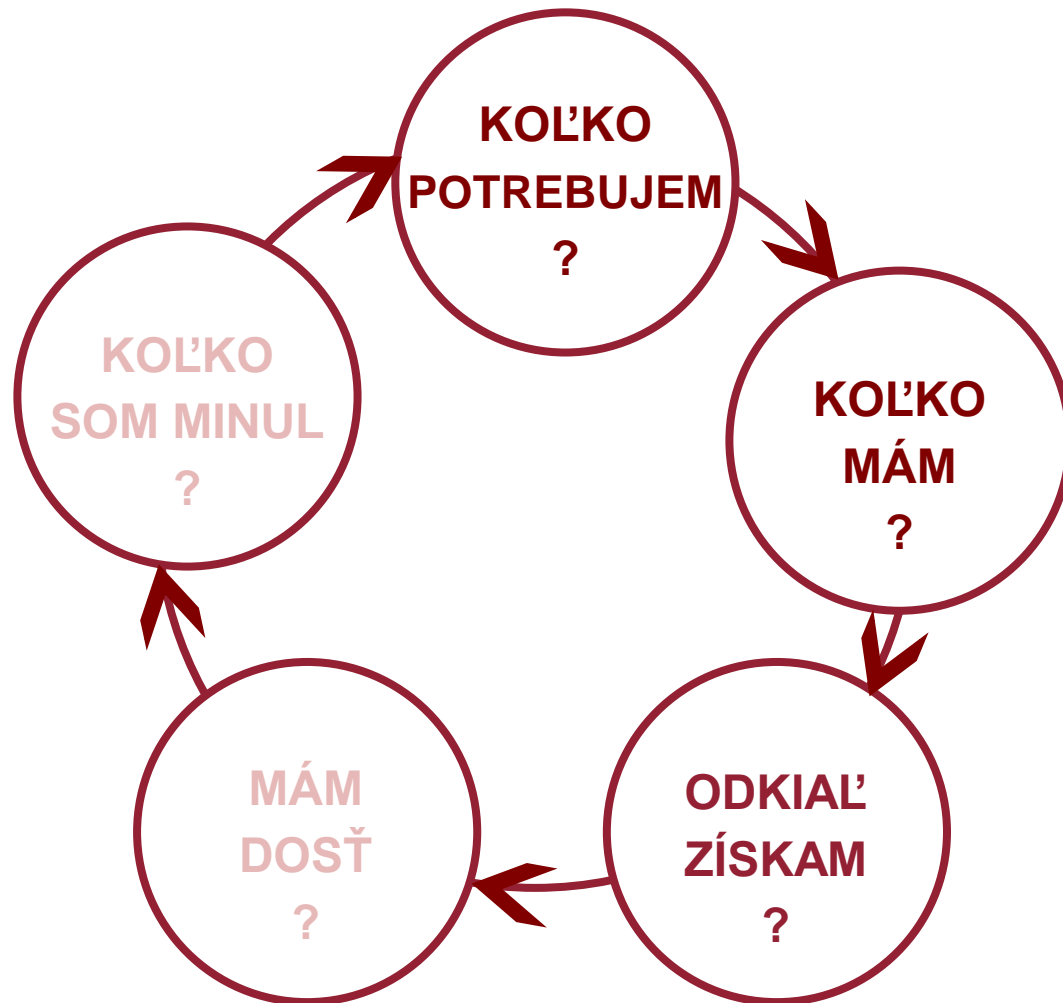 KOĽKO
POTREBUJEM
?
KOĽKO
MÁM
?
ODKIAĽ
ZÍSKAM
?
MÁM
DOSŤ
?
KOĽKO
SOM MINUL
?